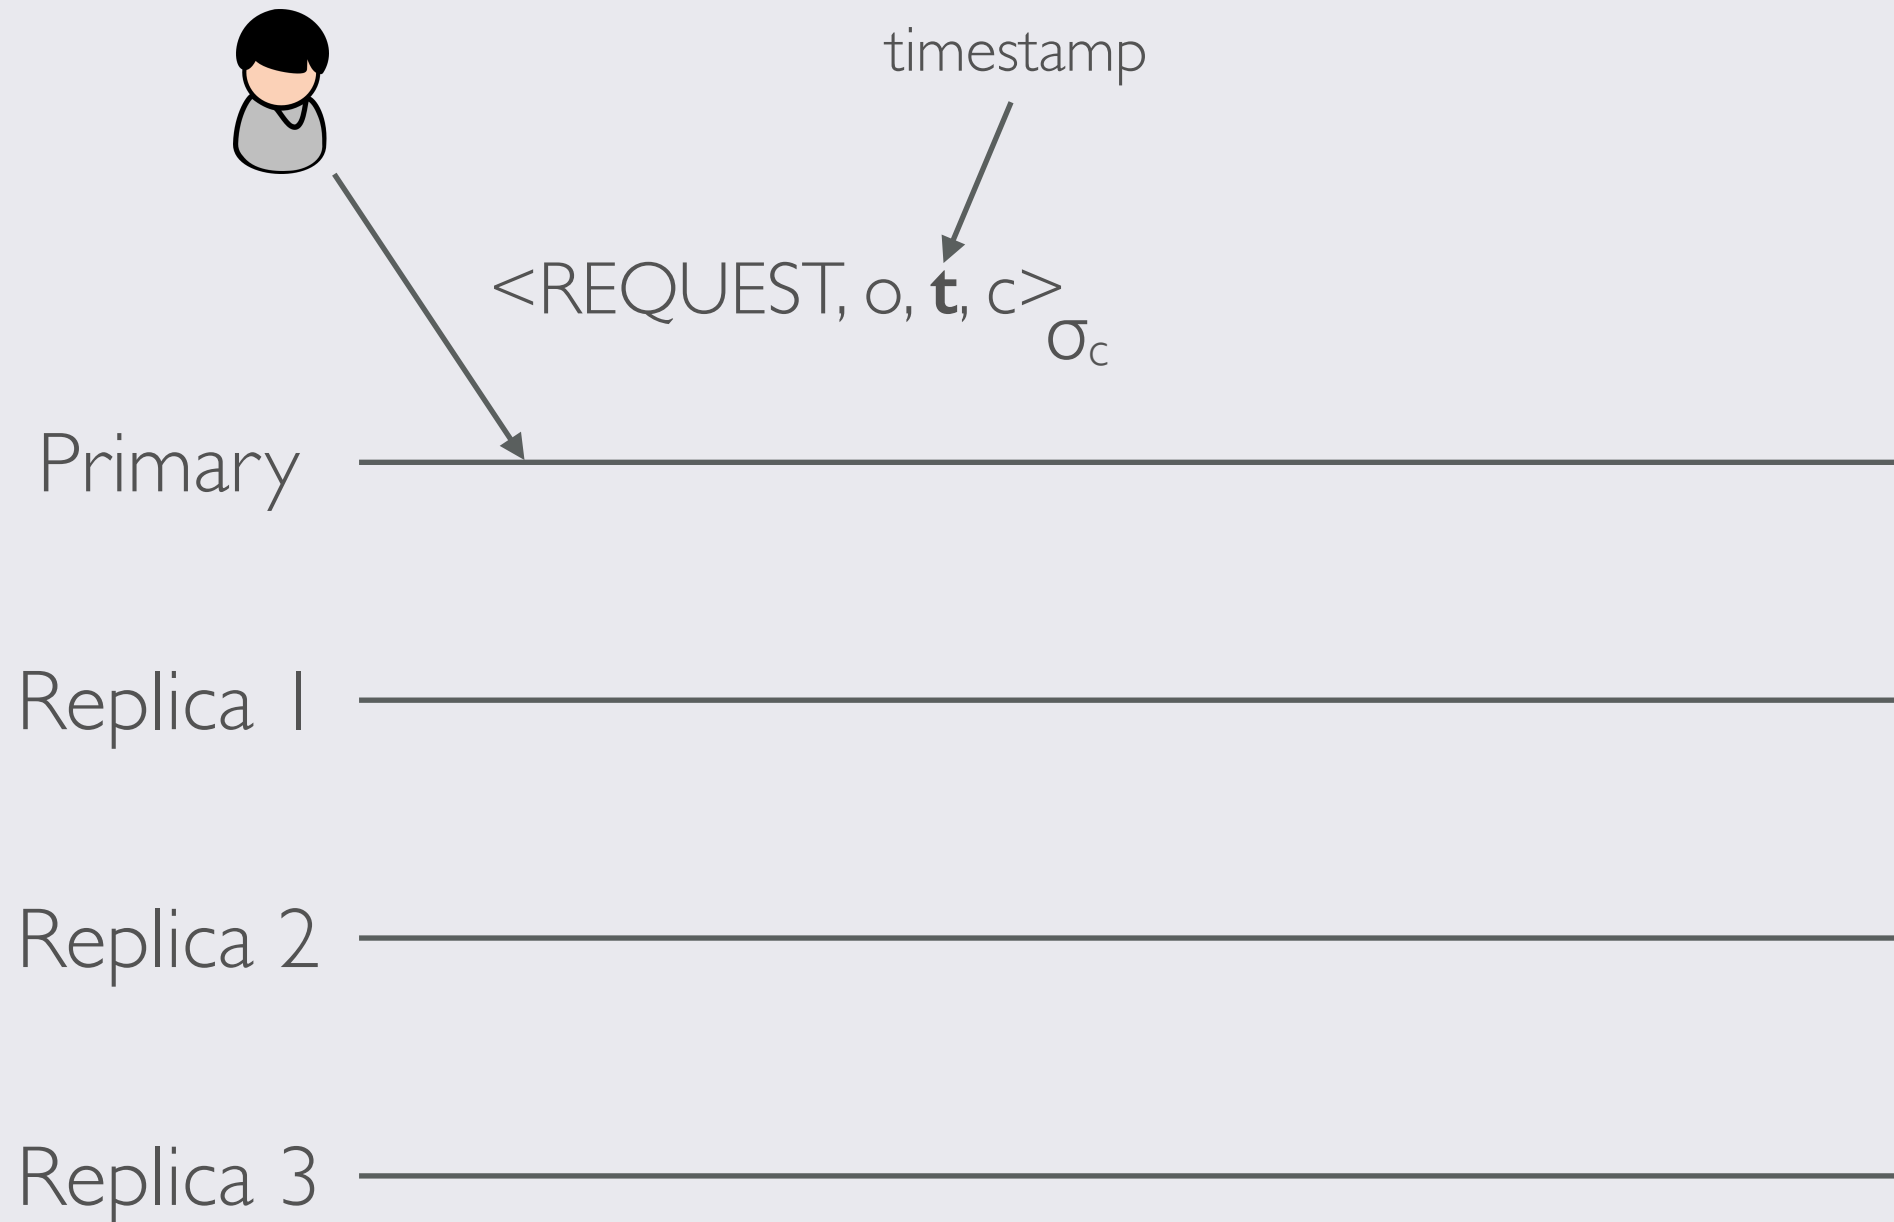 timestamp
<REQUEST, o, t, c>σc
Primary
Replica 1
Replica 2
Replica 3